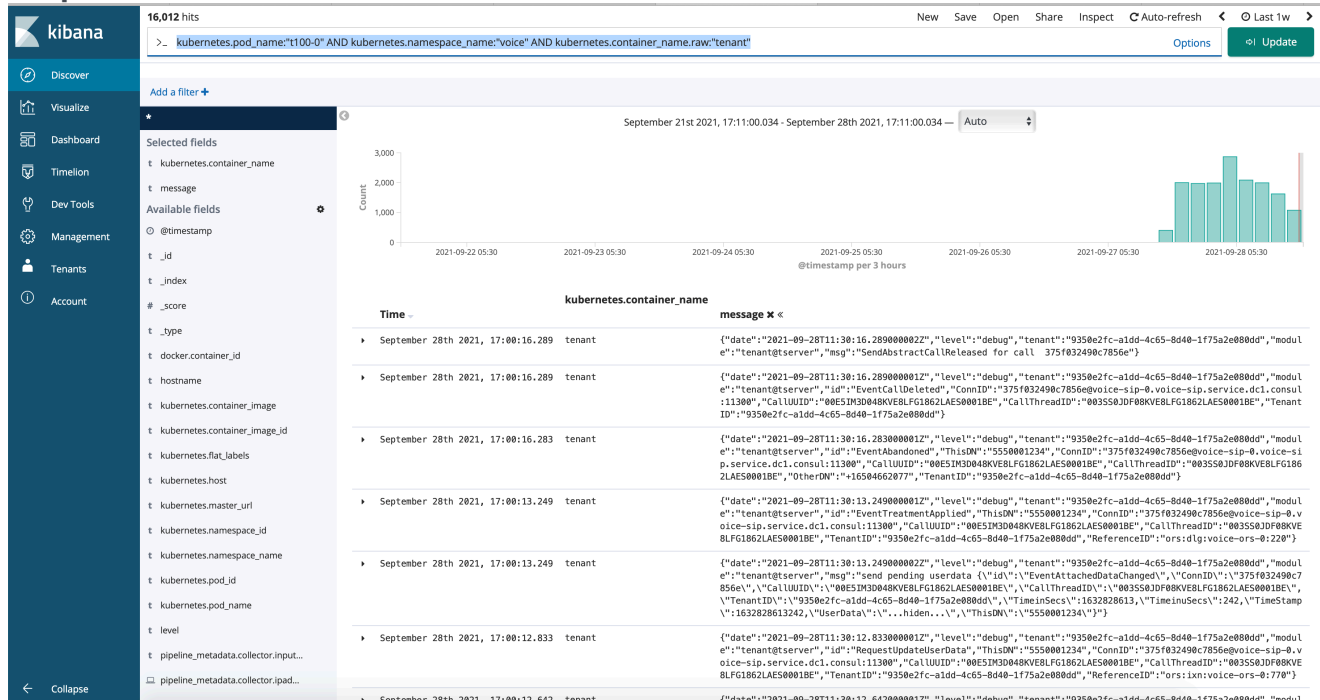 16,012 hits
New Save Open Share Inspect Auto-refresh Last 1w
kibana
>_ kubernetes.pod_name:"t100-0" AND kubernetes.namespace_name:"voice" AND kubernetes.container_name.raw:"tenant"
Options
Update
Discover
Visualize
Dashboard
Timelion
Dev Tools
Management
Tenants
Account
Collapse
Add a filter +
*
Selected fields
t kubernetes.container_name
t message
Available fields
@timestamp
t _id
t _index
# _score
t _type
t docker.container_id
t hostname
t kubernetes.container_image
t kubernetes.container_image_id
t kubernetes.flat_labels
t kubernetes.host
t kubernetes.master_url
t kubernetes.namespace_id
t kubernetes.namespace_name
t kubernetes.pod_id
t kubernetes.pod_name
t level
t pipeline_metadata.collector.input...
pipeline_metadata.collector.ipad...
September 21st 2021, 17:11:00.034 - September 28th 2021, 17:11:00.034 — Auto
Count
3,000
2,000
1,000
0
2021-09-22 05:30 2021-09-23 05:30 2021-09-24 05:30 2021-09-25 05:30 2021-09-26 05:30 2021-09-27 05:30 2021-09-28 05:30
@timestamp per 3 hours
Time kubernetes.container_name message × «
September 28th 2021, 17:00:16.289 tenant {"date":"2021-09-28T11:30:16.289000002Z","level":"debug","tenant":"9350e2fc-a1dd-4c65-8d40-1f75a2e080dd","modul
e":"tenant@tserver","msg":"SendAbstractCallReleased for call 375f032490c7856e"}
September 28th 2021, 17:00:16.289 tenant {"date":"2021-09-28T11:30:16.289000001Z","level":"debug","tenant":"9350e2fc-a1dd-4c65-8d40-1f75a2e080dd","modul
e":"tenant@tserver","id":"EventCallDeleted","ConnID":"375f032490c7856e@voice-sip-0.voice-sip.service.dc1.consul
:11300","CallUUID":"00E5IM3D048KVE8LFG1862LAES0001BE","CallThreadID":"003SS0JDF08KVE8LFG1862LAES0001BE","Tenant
ID":"9350e2fc-a1dd-4c65-8d40-1f75a2e080dd"}
September 28th 2021, 17:00:16.283 tenant {"date":"2021-09-28T11:30:16.283000001Z","level":"debug","tenant":"9350e2fc-a1dd-4c65-8d40-1f75a2e080dd","modul
e":"tenant@tserver","id":"EventAbandoned","ThisDN":"5550001234","ConnID":"375f032490c7856e@voice-sip-0.voice-si
p.service.dc1.consul:11300","CallUUID":"00E5IM3D048KVE8LFG1862LAES0001BE","CallThreadID":"003SS0JDF08KVE8LFG186
2LAES0001BE","OtherDN":"+16504662077","TenantID":"9350e2fc-a1dd-4c65-8d40-1f75a2e080dd"}
September 28th 2021, 17:00:13.249 tenant {"date":"2021-09-28T11:30:13.249000001Z","level":"debug","tenant":"9350e2fc-a1dd-4c65-8d40-1f75a2e080dd","modul
e":"tenant@tserver","id":"EventTreatmentApplied","ThisDN":"5550001234","ConnID":"375f032490c7856e@voice-sip-0.v
oice-sip.service.dc1.consul:11300","CallUUID":"00E5IM3D048KVE8LFG1862LAES0001BE","CallThreadID":"003SS0JDF08KVE
8LFG1862LAES0001BE","TenantID":"9350e2fc-a1dd-4c65-8d40-1f75a2e080dd","ReferenceID":"ors:dlg:voice-ors-0:220"}
September 28th 2021, 17:00:13.249 tenant {"date":"2021-09-28T11:30:13.249000000Z","level":"debug","tenant":"9350e2fc-a1dd-4c65-8d40-1f75a2e080dd","modul
e":"tenant@tserver","msg":"send pending userdata {\"id\":\"EventAttachedDataChanged\",\"ConnID\":\"375f032490c7
856e\",\"CallUUID\":\"00E5IM3D048KVE8LFG1862LAES0001BE\",\"CallThreadID\":\"003SS0JDF08KVE8LFG1862LAES0001BE\",
\"TenantID\":\"9350e2fc-a1dd-4c65-8d40-1f75a2e080dd\",\"TimeinSecs\":1632828613,\"TimeinuSecs\":242,\"TimeStamp
\":1632828613242,\"UserData\":\"...hiden...\",\"ThisDN\":\"5550001234\"}"}
September 28th 2021, 17:00:12.833 tenant {"date":"2021-09-28T11:30:12.833000001Z","level":"debug","tenant":"9350e2fc-a1dd-4c65-8d40-1f75a2e080dd","modul
e":"tenant@tserver","id":"RequestUpdateUserData","ThisDN":"5550001234","ConnID":"375f032490c7856e@voice-sip-0.v
oice-sip.service.dc1.consul:11300","CallUUID":"00E5IM3D048KVE8LFG1862LAES0001BE","CallThreadID":"003SS0JDF08KVE
8LFG1862LAES0001BE","TenantID":"9350e2fc-a1dd-4c65-8d40-1f75a2e080dd","ReferenceID":"ors:ixn:voice-ors-0:770"}